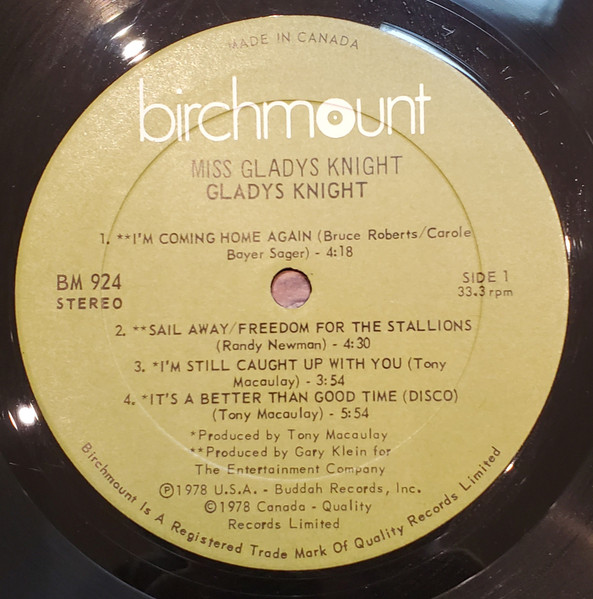 MADE IN CANADA
birchmount
MISS GLADYS KNIGHT
GLADYS KNIGHT
1. **I'M COMING HOME AGAIN (Bruce Roberts/Carole
Bayer Sager) - 4:18
BM 924
STEREO
SIDE 1
33.3 rpm
2. **SAIL AWAY/FREEDOM FOR THE STALLIONS
(Randy Newman) - 4:30
3. *I'M STILL CAUGHT UP WITH YOU (Tony
Macaulay) - 3:54
4. *IT'S A BETTER THAN GOOD TIME (DISCO)
(Tony Macaulay) - 5:54
*Produced by Tony Macaulay
**Produced by Gary Klein for
The Entertainment Company
℗1978 U.S.A. - Buddah Records, Inc.
©1978 Canada - Quality
Records Limited
Birchmount Is A Registered Trade Mark Of Quality Records Limited